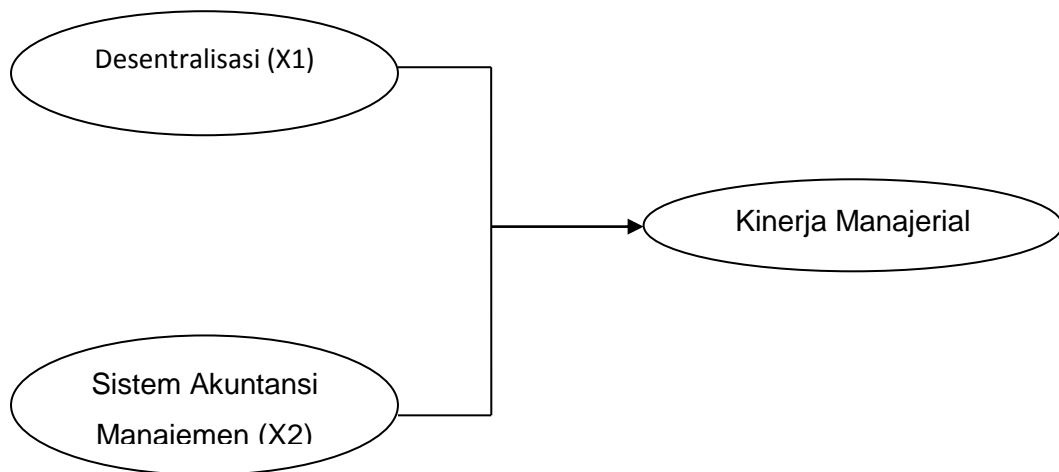 Desentralisasi (X1)
Kinerja Manajerial
Sistem Akuntansi
Manajemen (X2)